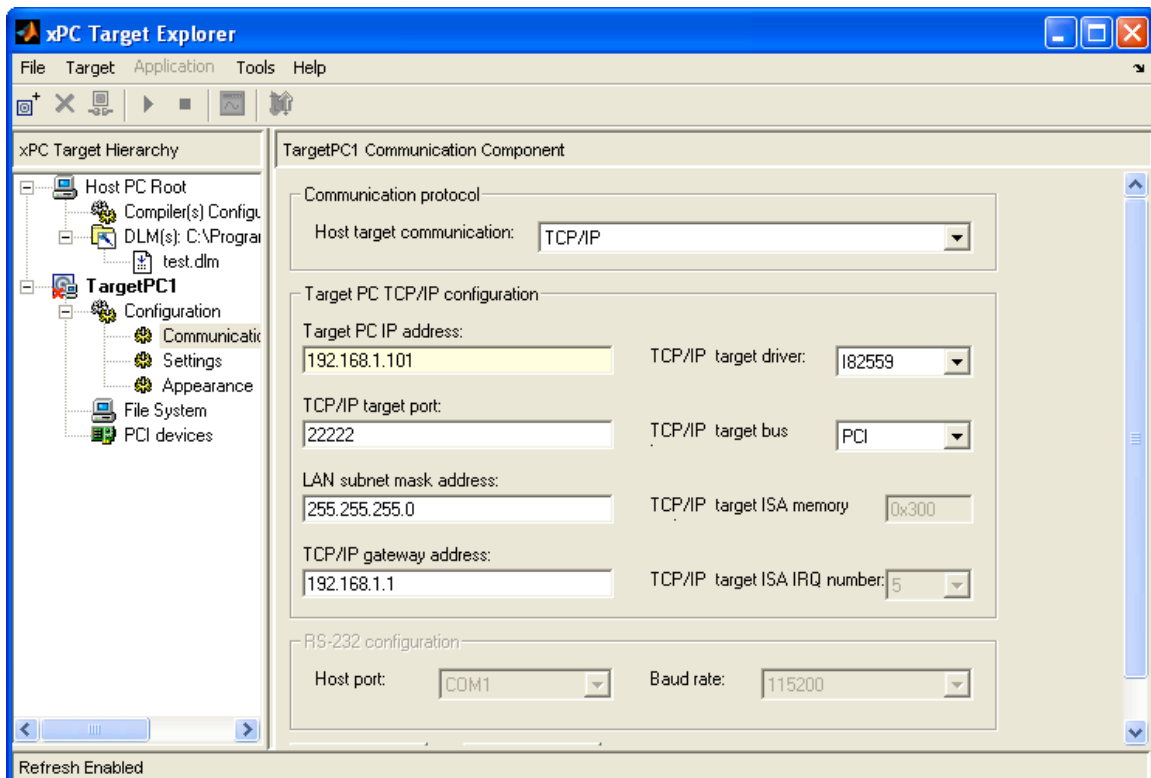 xPC Target Explorer
File Target Application Tools Help
xPC Target Hierarchy
TargetPC1 Communication Component
Host PC Root
Compiler(s) Configu
DLM(s): C:\Program
test.dlm
TargetPC1
Configuration
Communicatio
Settings
Appearance
File System
PCI devices
Communication protocol
Host target communication: TCP/IP
Target PC TCP/IP configuration
Target PC IP address:
192.168.1.101
TCP/IP target driver: I82559
TCP/IP target port:
22222
TCP/IP target bus PCI
LAN subnet mask address:
255.255.255.0
TCP/IP target ISA memory 0x300
TCP/IP gateway address:
192.168.1.1
TCP/IP target ISA IRQ number: 5
RS-232 configuration
Host port: COM1 Baud rate: 115200
Refresh Enabled